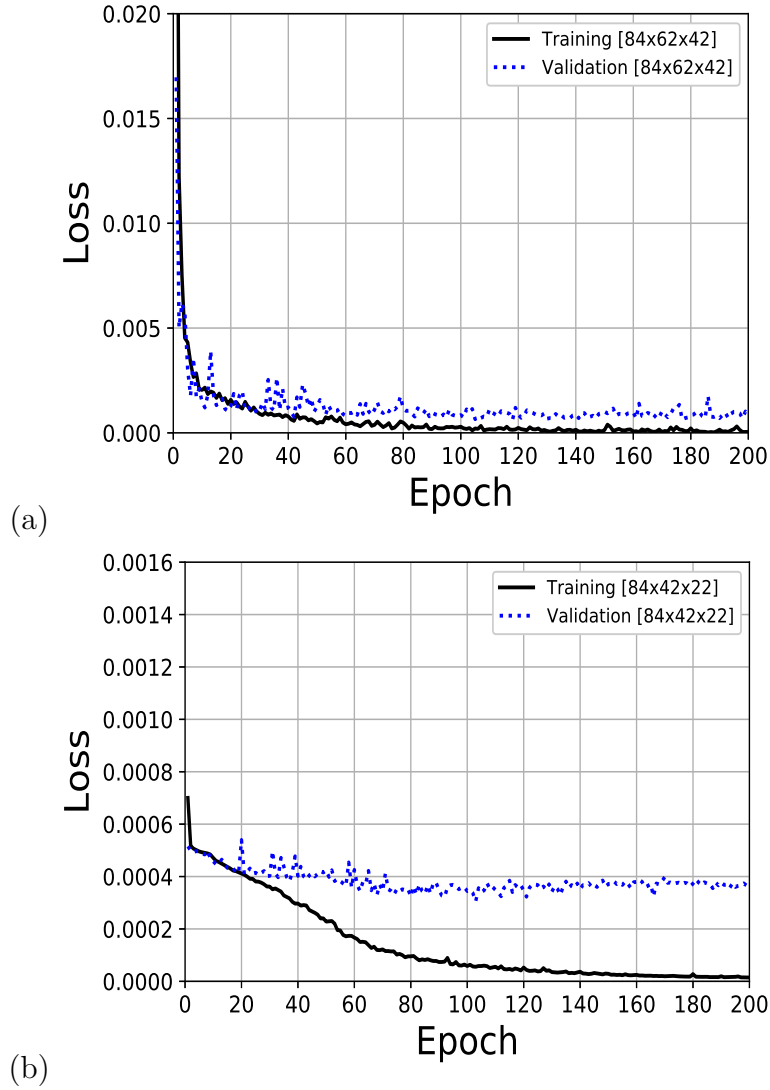 0.020
0.015
0.010
0.005
0.000
Loss
Training [84x62x42]
Validation [84x62x42]
0 20 40 60 80 100 120 140 160 180 200
Epoch
(a)
0.0016
0.0014
0.0012
0.0010
0.0008
0.0006
0.0004
0.0002
0.0000
Loss
Training [84x42x22]
Validation [84x42x22]
0 20 40 60 80 100 120 140 160 180 200
Epoch
(b)